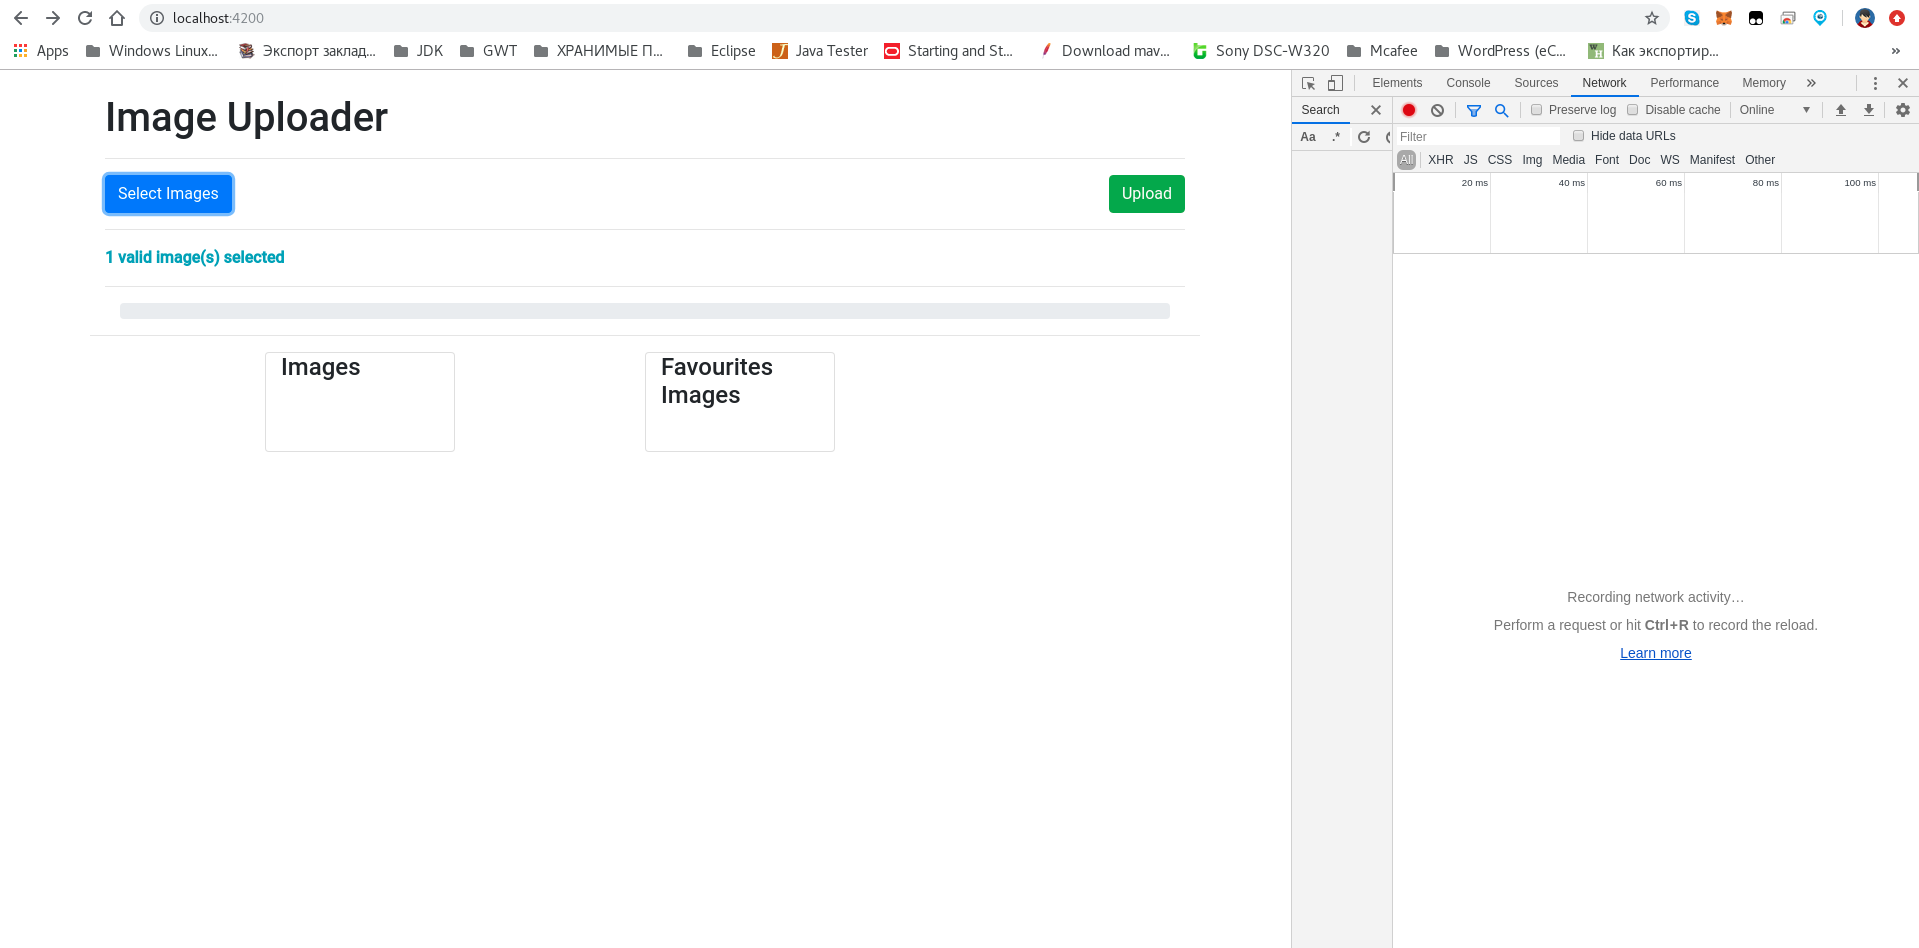 localhost:4200
Apps Windows Linux... Экспорт заклад... JDK GWT ХРАНИМЫЕ П... Eclipse Java Tester Starting and St... Download mav... Sony DSC-W320 Mcafee WordPress (eC... Как экспортир... »
Image Uploader
Select Images
Upload
1 valid image(s) selected
Images
Favourites
Images
Elements Console Sources Network Performance Memory »
Search
Preserve log Disable cache Online
Aa .*
Filter
Hide data URLs
All XHR JS CSS Img Media Font Doc WS Manifest Other
20 ms 40 ms 60 ms 80 ms 100 ms
Recording network activity…
Perform a request or hit Ctrl+R to record the reload.
Learn more